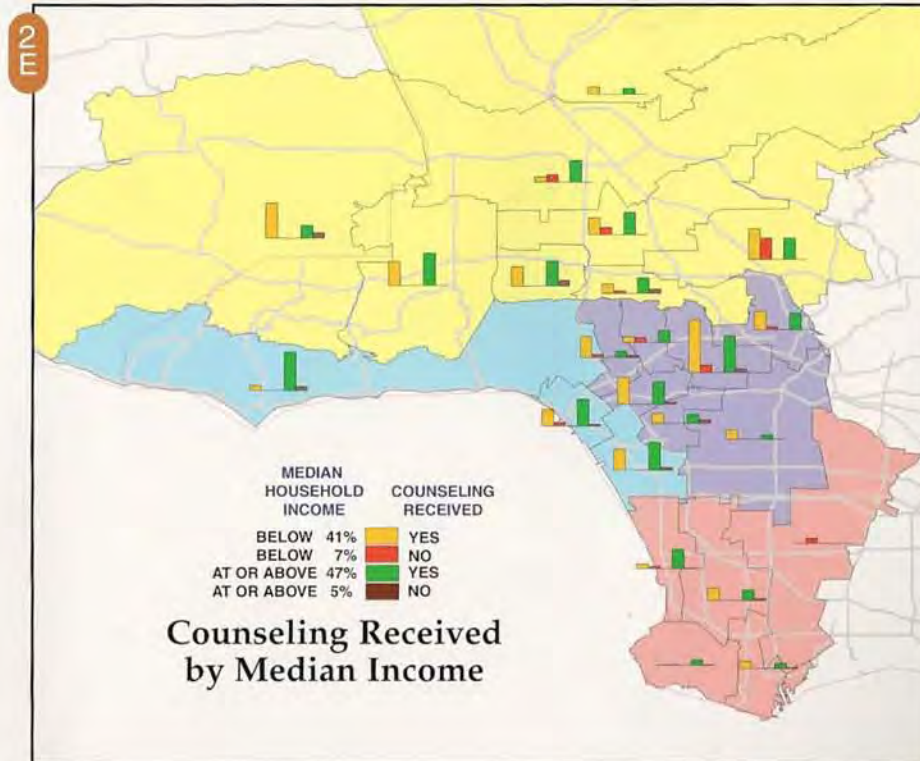 2
E
MEDIAN
HOUSEHOLD COUNSELING
INCOME RECEIVED
BELOW 41% YES
BELOW 7% NO
AT OR ABOVE 47% YES
AT OR ABOVE 5% NO
Counseling Received
by Median Income